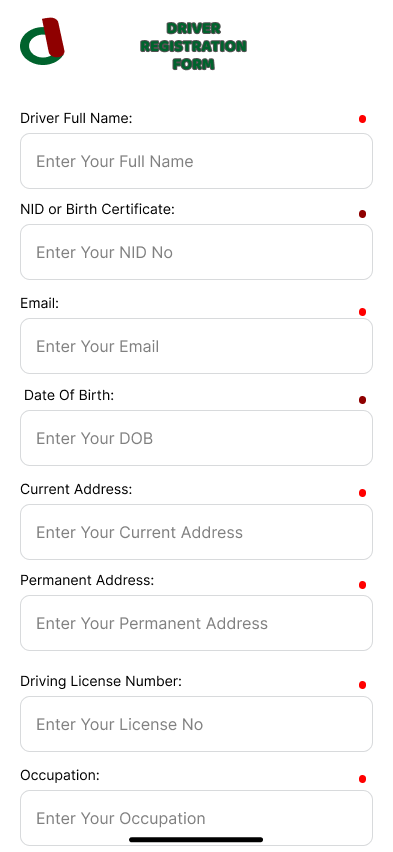 DRIVER
REGISTRATION
FORM
Driver Full Name:
Enter Your Full Name
NID or Birth Certificate:
Enter Your NID No
Email:
Enter Your Email
Date Of Birth:
Enter Your DOB
Current Address:
Enter Your Current Address
Permanent Address:
Enter Your Permanent Address
Driving License Number:
Enter Your License No
Occupation:
Enter Your Occupation